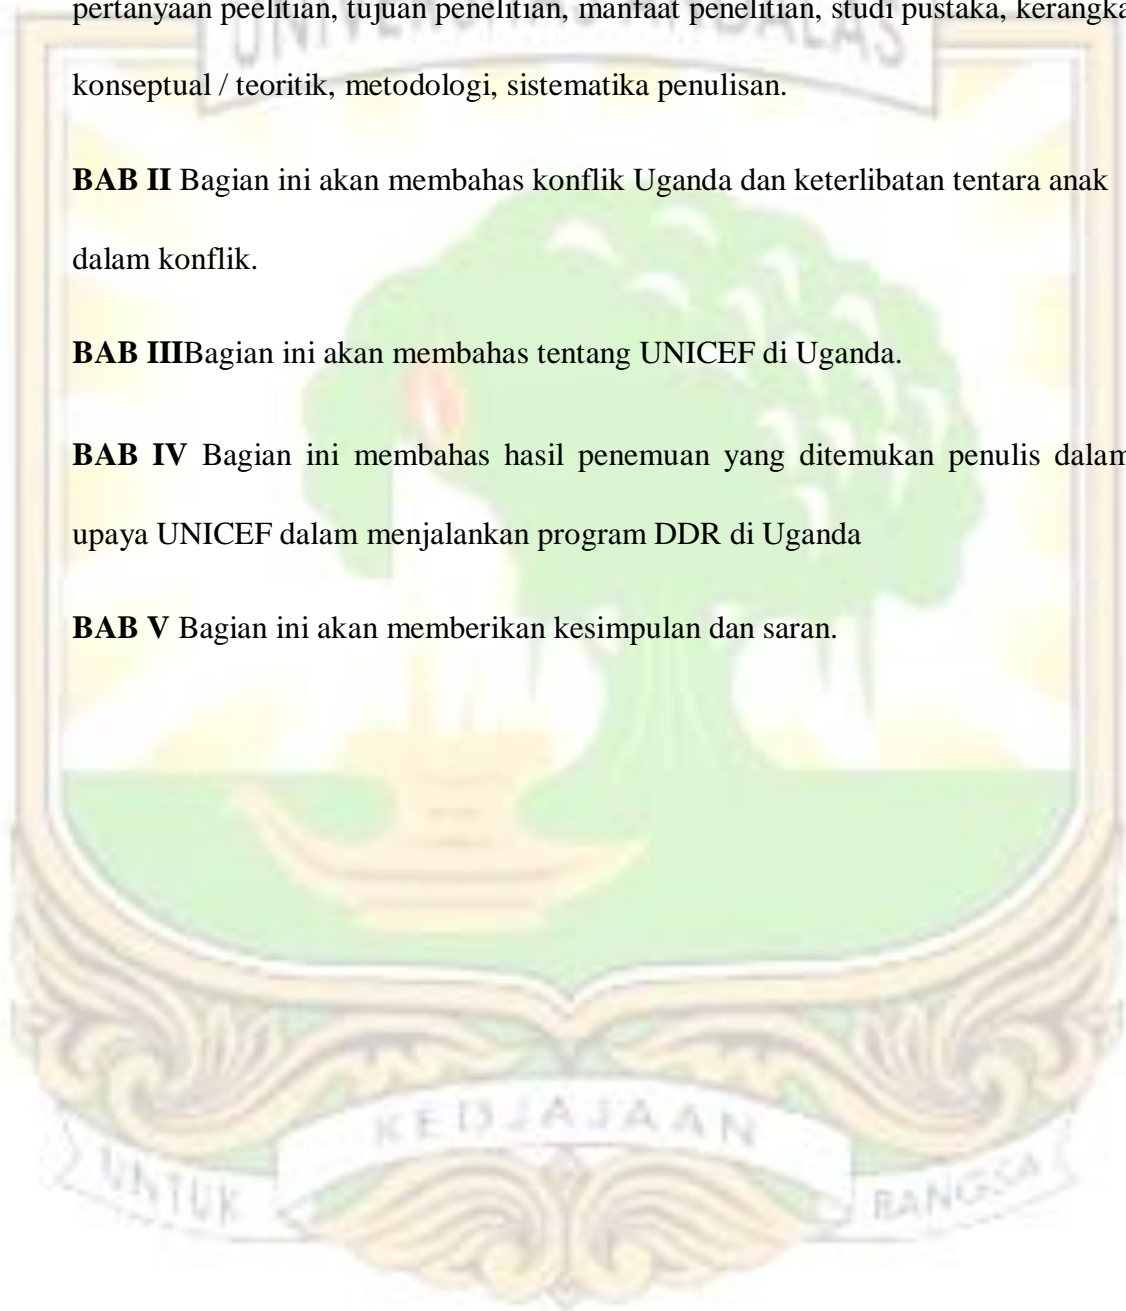 pertanyaan peelitian, tujuan penelitian, manfaat penelitian, studi pustaka, kerangka
UNIVERSITAS ANDALAS
konseptual / teoritik, metodologi, sistematika penulisan.
BAB II Bagian ini akan membahas konflik Uganda dan keterlibatan tentara anak
dalam konflik.
BAB IIIBagian ini akan membahas tentang UNICEF di Uganda.
BAB IV Bagian ini membahas hasil penemuan yang ditemukan penulis dalam
upaya UNICEF dalam menjalankan program DDR di Uganda
BAB V Bagian ini akan memberikan kesimpulan dan saran.
KEDJAJAAN
UNTUK BANGSA